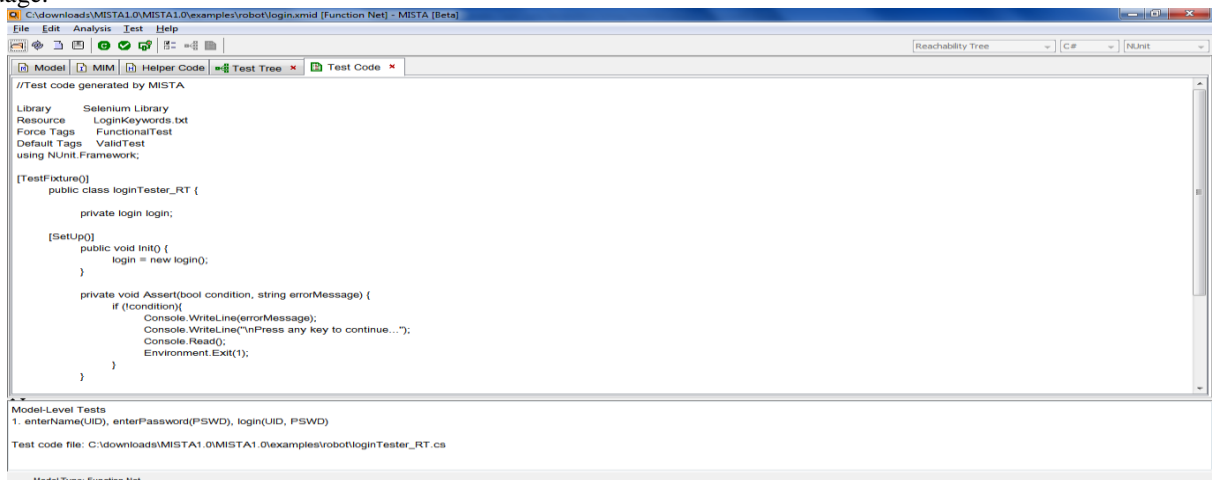 age.
C:\downloads\MISTA1.0\MISTA1.0\examples\robot\login.xmid [Function Net] - MISTA [Beta]
File Edit Analysis Test Help
Reachability Tree C# NUnit
Model MIM Helper Code Test Tree Test Code
//Test code generated by MISTA
Library Selenium Library
Resource LoginKeywords.txt
Force Tags FunctionalTest
Default Tags ValidTest
using NUnit.Framework;
[TestFixture()]
public class loginTester_RT {
private login login;
[SetUp()]
public void Init() {
login = new login();
}
private void Assert(bool condition, string errorMessage) {
if (!condition){
Console.WriteLine(errorMessage);
Console.WriteLine("\nPress any key to continue...");
Console.Read();
Environment.Exit(1);
}
}
Model-Level Tests
1. enterName(UID), enterPassword(PSWD), login(UID, PSWD)
Test code file: C:\downloads\MISTA1.0\MISTA1.0\examples\robot\loginTester_RT.cs
Model Type: Function Net